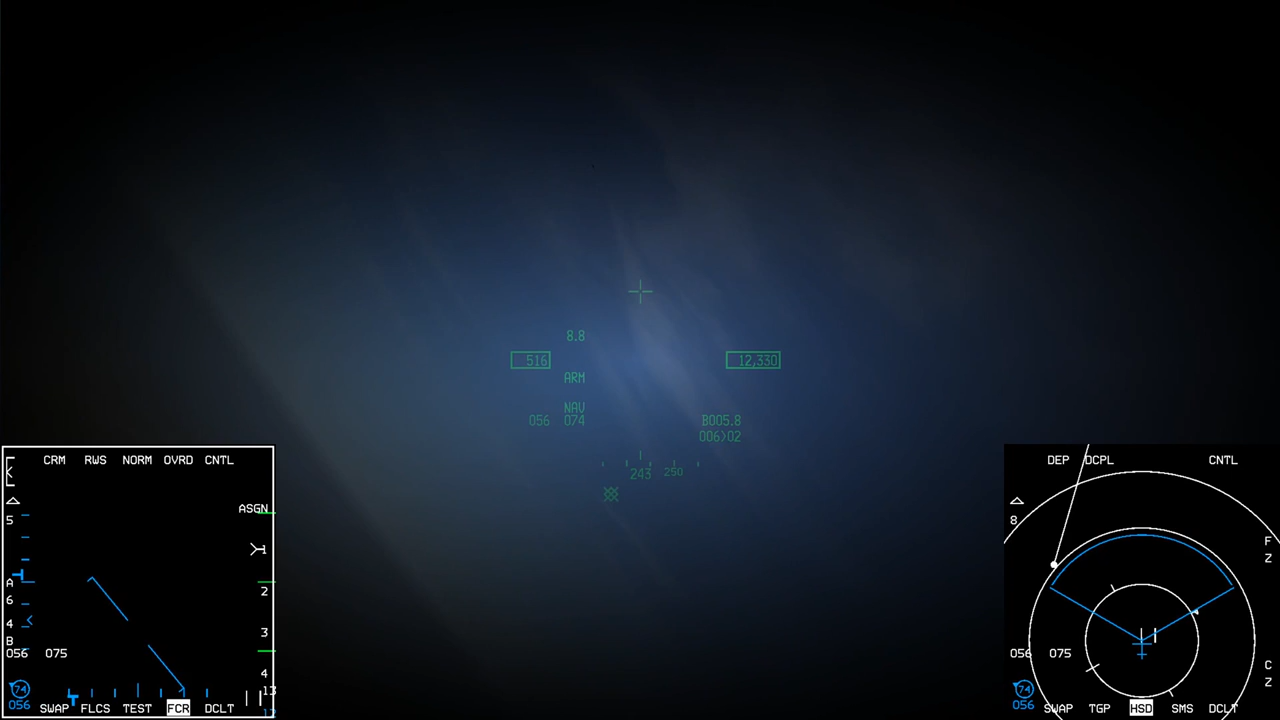 8.8
516
12,330
ARM
NAV
056 074
B005.8
006>02
243 250
CRM RWS NORM OVRD CNTL
5
ASGN
1
A
6
2
4
B
3
056 075
4
13
74
056
SWAP FLCS TEST FCR DCLT
DEP DCPL CNTL
8
F
Z
056 075
C
Z
74
056
SWAP TGP HSD SMS DCLT